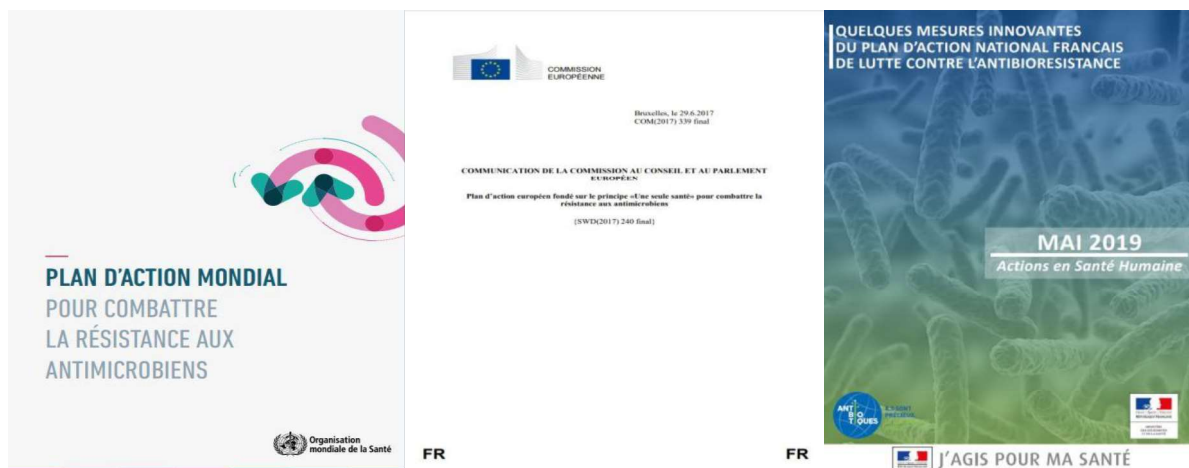 PLAN D'ACTION MONDIAL
POUR COMBATTRE
LA RÉSISTANCE AUX
ANTIMICROBIENS
Organisation
mondiale de la Santé
COMMISSION
EUROPÉENNE
Bruxelles, le 29.6.2017
COM(2017) 339 final
COMMUNICATION DE LA COMMISSION AU CONSEIL ET AU PARLEMENT
EUROPÉEN
Plan d'action européen fondé sur le principe «Une seule santé» pour combattre la
résistance aux antimicrobiens
{SWD(2017) 240 final}
FR
FR
QUELQUES MESURES INNOVANTES
DU PLAN D'ACTION NATIONAL FRANCAIS
DE LUTTE CONTRE L'ANTIBIORESISTANCE
MAI 2019
Actions en Santé Humaine
ANTI
BIO
TIQUES
J'AGIS POUR MA SANTÉ